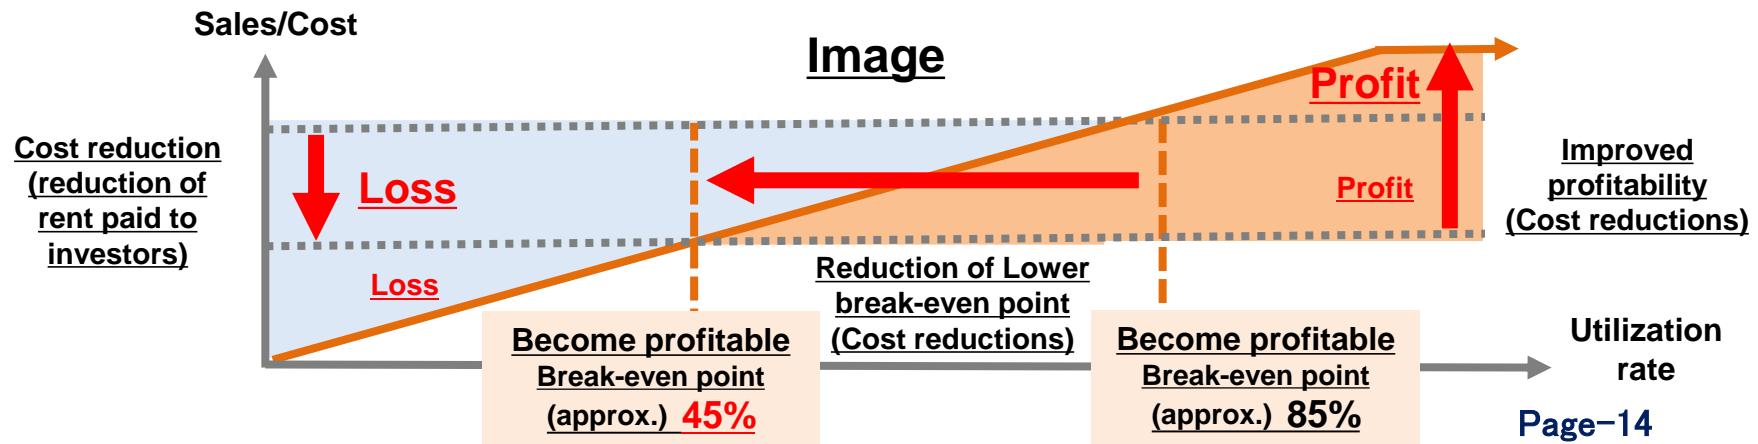 Sales/Cost
Image
Profit
Cost reduction
(reduction of
rent paid to
investors)
Loss
Profit
Improved
profitability
(Cost reductions)
Loss
Reduction of Lower
break-even point
(Cost reductions)
Become profitable
Break-even point
(approx.) 45%
Become profitable
Break-even point
(approx.) 85%
Utilization
rate
Page-14